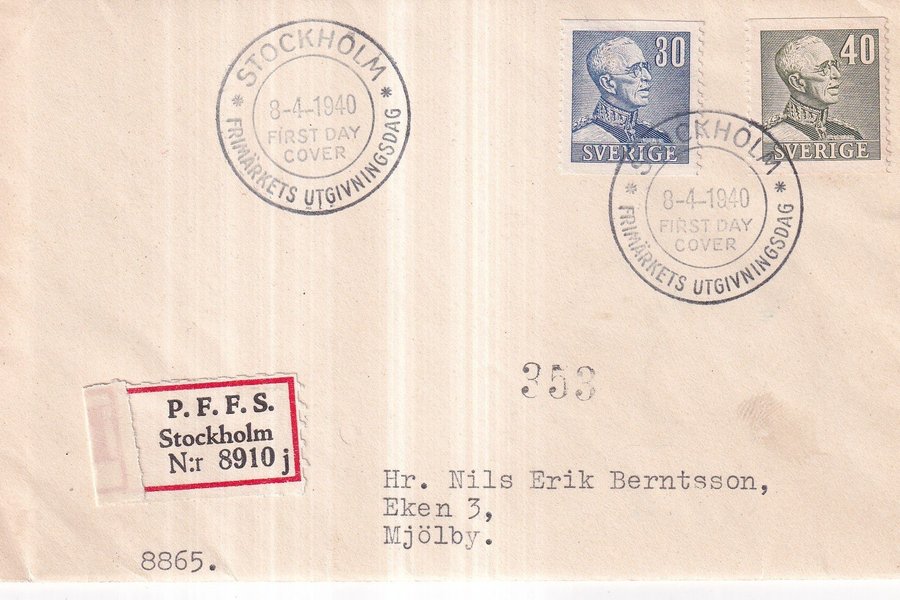 STOCKHOLM
8-4-1940
FIRST DAY
COVER
FRIMÄRKETS UTGIVNINGSDAG
30
SVERIGE
40
SVERIGE
STOCKHOLM
8-4-1940
FIRST DAY
COVER
FRIMÄRKETS UTGIVNINGSDAG
353
P. F. F. S.
Stockholm
N:r 8910 j
Hr. Nils Erik Berntsson,
Eken 3,
Mjölby.
8865.